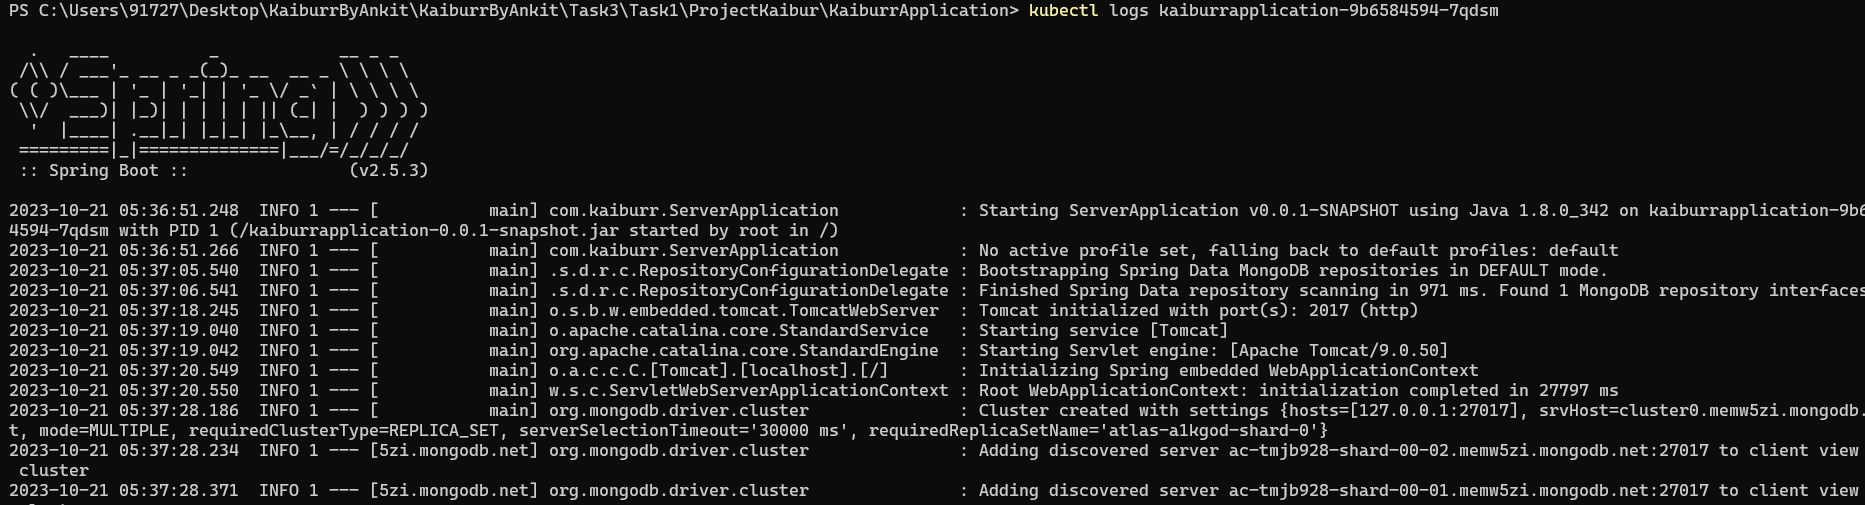 PS C:\Users\91727\Desktop\KaiburrByAnkit\KaiburrByAnkit\Task3\Task1\ProjectKaibur\KaiburrApplication> kubectl logs kaiburrapplication-9b6584594-7qdsm
  .   ____          _            __ _ _
 /\\ / ___'_ __ _ _(_)_ __  __ _ \ \ \ \
( ( )\___ | '_ | '_| | '_ \/ _` | \ \ \ \
 \\/  ___)| |_)| | | | | || (_| |  ) ) ) )
  '  |____| .__|_| |_|_| |_\__, | / / / /
 =========|_|==============|___/=/_/_/_/
 :: Spring Boot ::                (v2.5.3)
2023-10-21 05:36:51.248  INFO 1 --- [           main] com.kaiburr.ServerApplication            : Starting ServerApplication v0.0.1-SNAPSHOT using Java 1.8.0_342 on kaiburrapplication-9b6
4594-7qdsm with PID 1 (/kaiburrapplication-0.0.1-snapshot.jar started by root in /)
2023-10-21 05:36:51.266  INFO 1 --- [           main] com.kaiburr.ServerApplication            : No active profile set, falling back to default profiles: default
2023-10-21 05:37:05.540  INFO 1 --- [           main] .s.d.r.c.RepositoryConfigurationDelegate : Bootstrapping Spring Data MongoDB repositories in DEFAULT mode.
2023-10-21 05:37:06.541  INFO 1 --- [           main] .s.d.r.c.RepositoryConfigurationDelegate : Finished Spring Data repository scanning in 971 ms. Found 1 MongoDB repository interfaces
2023-10-21 05:37:18.245  INFO 1 --- [           main] o.s.b.w.embedded.tomcat.TomcatWebServer  : Tomcat initialized with port(s): 2017 (http)
2023-10-21 05:37:19.040  INFO 1 --- [           main] o.apache.catalina.core.StandardService   : Starting service [Tomcat]
2023-10-21 05:37:19.042  INFO 1 --- [           main] org.apache.catalina.core.StandardEngine  : Starting Servlet engine: [Apache Tomcat/9.0.50]
2023-10-21 05:37:20.549  INFO 1 --- [           main] o.a.c.c.C.[Tomcat].[localhost].[/]       : Initializing Spring embedded WebApplicationContext
2023-10-21 05:37:20.550  INFO 1 --- [           main] w.s.c.ServletWebServerApplicationContext : Root WebApplicationContext: initialization completed in 27797 ms
2023-10-21 05:37:28.186  INFO 1 --- [           main] org.mongodb.driver.cluster               : Cluster created with settings {hosts=[127.0.0.1:27017], srvHost=cluster0.memw5zi.mongodb.
t, mode=MULTIPLE, requiredClusterType=REPLICA_SET, serverSelectionTimeout='30000 ms', requiredReplicaSetName='atlas-a1kgod-shard-0'}
2023-10-21 05:37:28.234  INFO 1 --- [5zi.mongodb.net] org.mongodb.driver.cluster               : Adding discovered server ac-tmjb928-shard-00-02.memw5zi.mongodb.net:27017 to client view
 cluster
2023-10-21 05:37:28.371  INFO 1 --- [5zi.mongodb.net] org.mongodb.driver.cluster               : Adding discovered server ac-tmjb928-shard-00-01.memw5zi.mongodb.net:27017 to client view